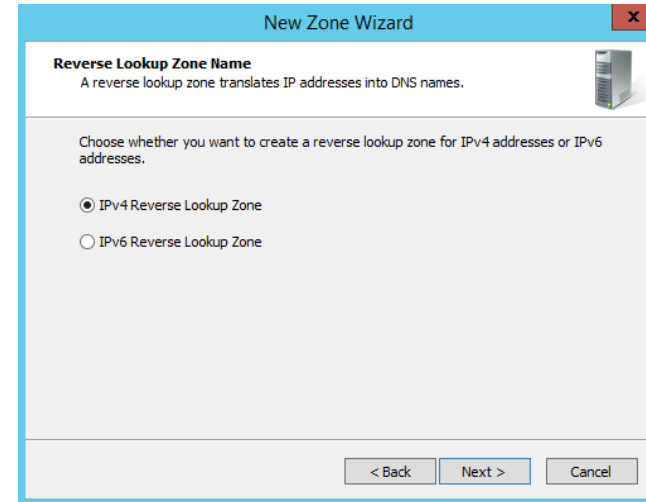 New Zone Wizard
x
Reverse Lookup Zone Name
A reverse lookup zone translates IP addresses into DNS names.
Choose whether you want to create a reverse lookup zone for IPv4 addresses or IPv6
addresses.
IPv4 Reverse Lookup Zone
IPv6 Reverse Lookup Zone
< Back Next > Cancel